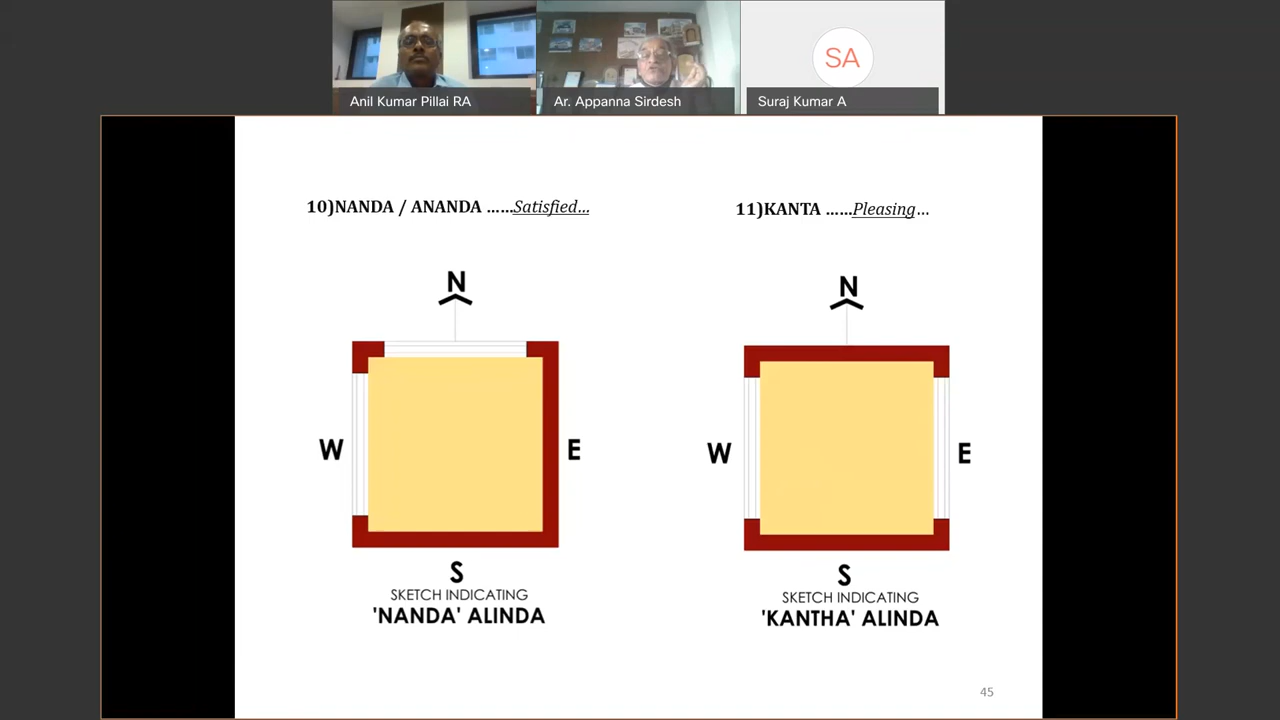 Anil Kumar Pillai RA
Ar. Appanna Sirdesh
SA
Suraj Kumar A
10)NANDA / ANANDA ......Satisfied...
11)KANTA ......Pleasing...
N
W
E
S
SKETCH INDICATING
'NANDA' ALINDA
N
W
E
S
SKETCH INDICATING
'KANTHA' ALINDA
45